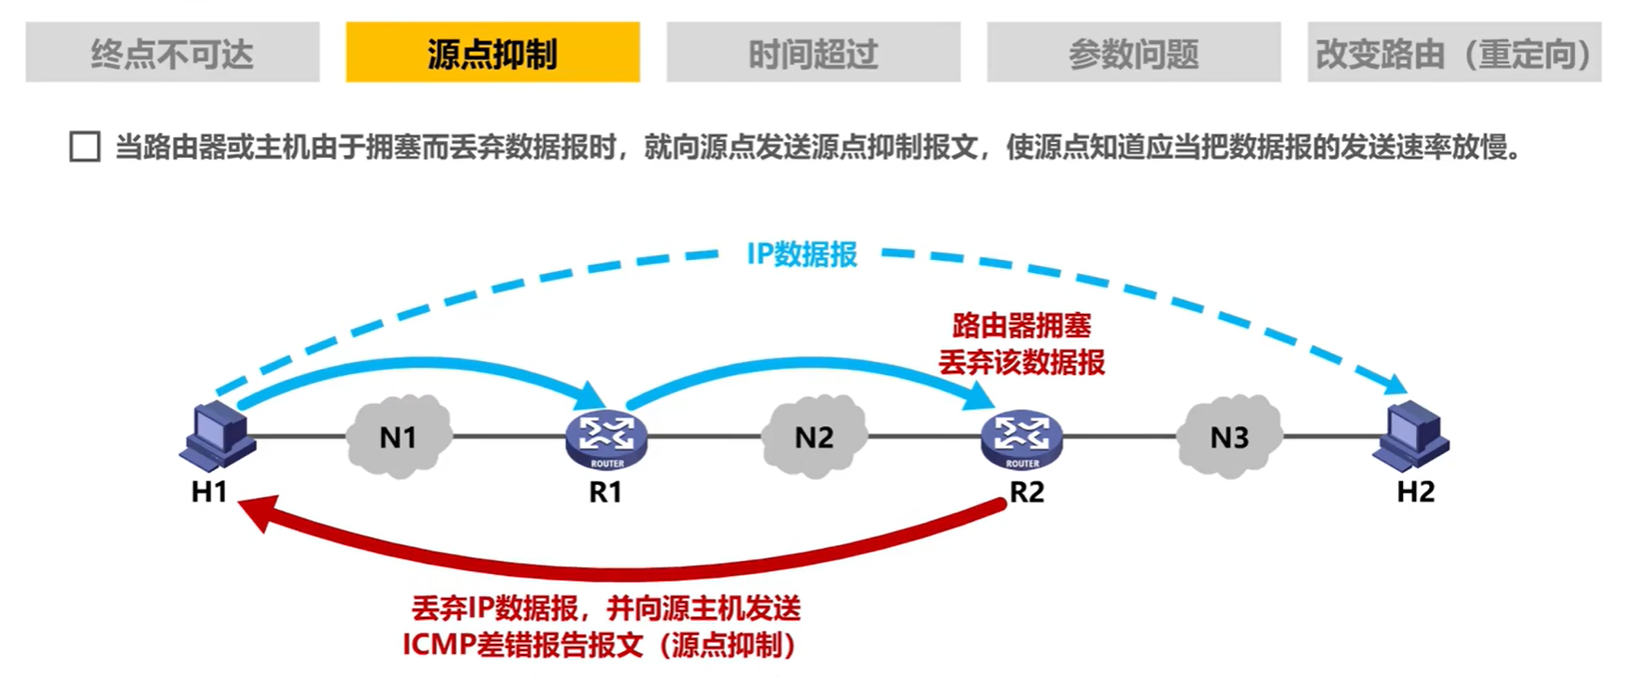 终点不可达
源点抑制
时间超过
参数问题
改变路由（重定向）
当路由器或主机由于拥塞而丢弃数据报时，就向源点发送源点抑制报文，使源点知道应当把数据报的发送速率放慢。
IP数据报
路由器拥塞
丢弃该数据报
N1
N2
N3
ROUTER
ROUTER
H1
R1
R2
H2
丢弃IP数据报，并向源主机发送
ICMP差错报告报文（源点抑制）